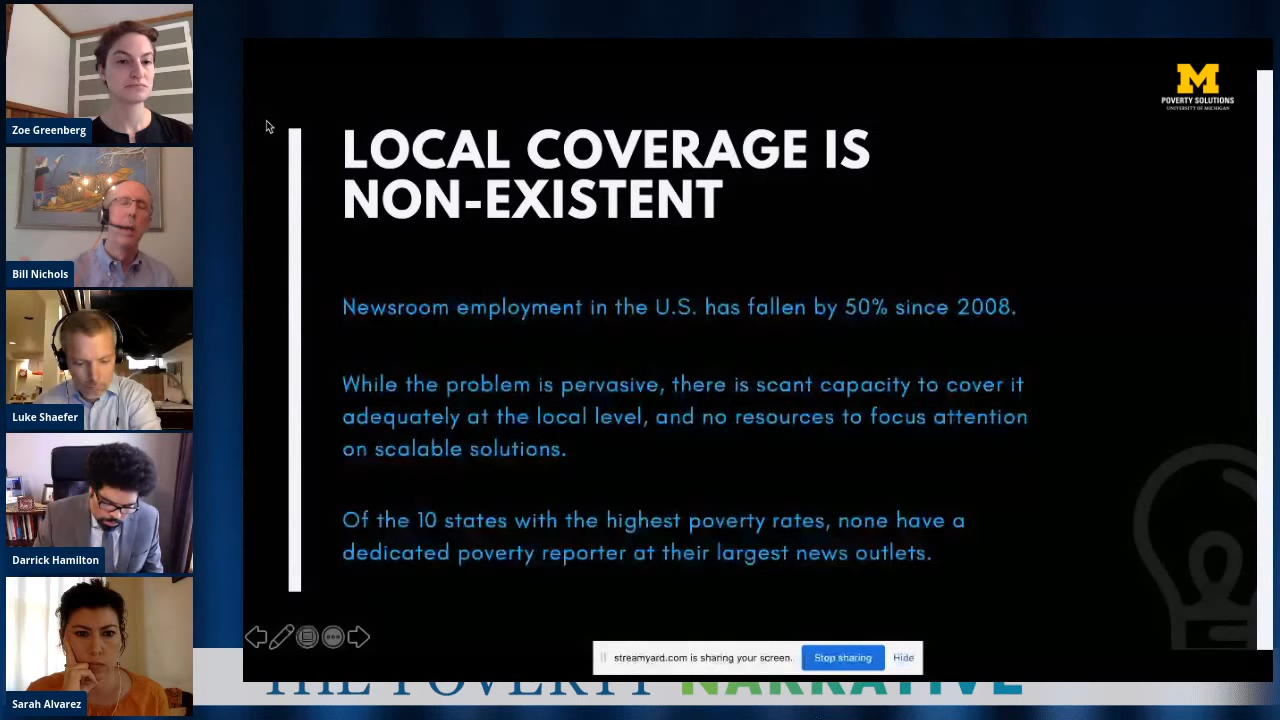 Zoe Greenberg
Bill Nichols
Luke Shaefer
Darrick Hamilton
Sarah Alvarez
M
POVERTY SOLUTIONS
UNIVERSITY OF MICHIGAN
LOCAL COVERAGE IS
NON-EXISTENT
Newsroom employment in the U.S. has fallen by 50% since 2008.
While the problem is pervasive, there is scant capacity to cover it
adequately at the local level, and no resources to focus attention
on scalable solutions.
Of the 10 states with the highest poverty rates, none have a
dedicated poverty reporter at their largest news outlets.
streamyard.com is sharing your screen. Stop sharing Hide
THE POVERTY NARRATIVE